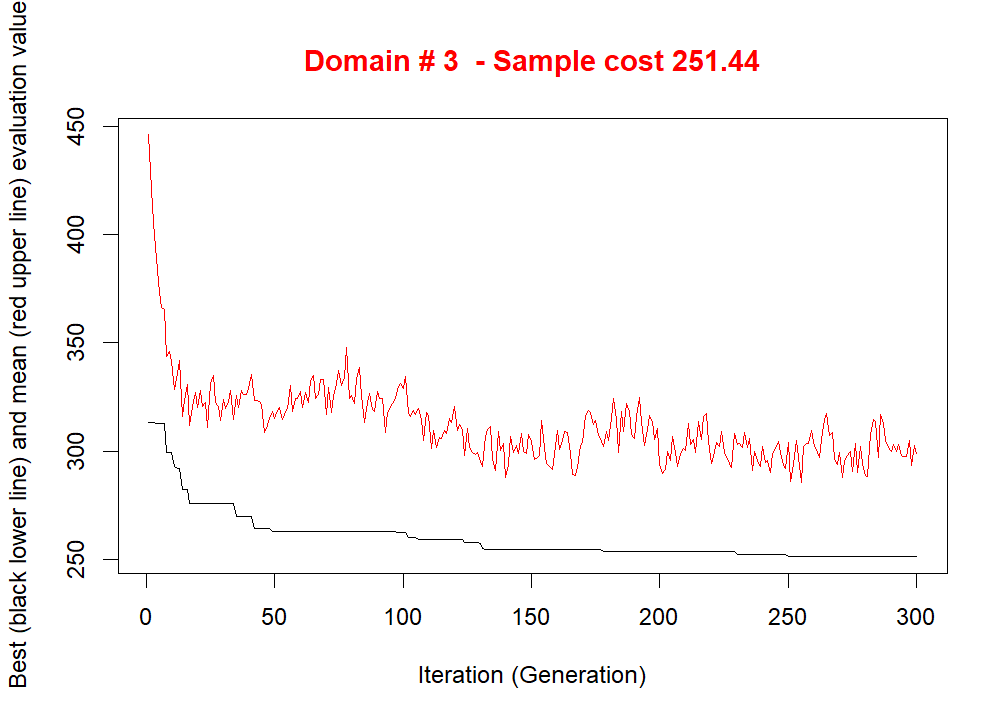 Domain # 3  - Sample cost 251.44
Best (black lower line) and mean (red upper line) evaluation value
450
400
350
300
250
0 50 100 150 200 250 300
Iteration (Generation)